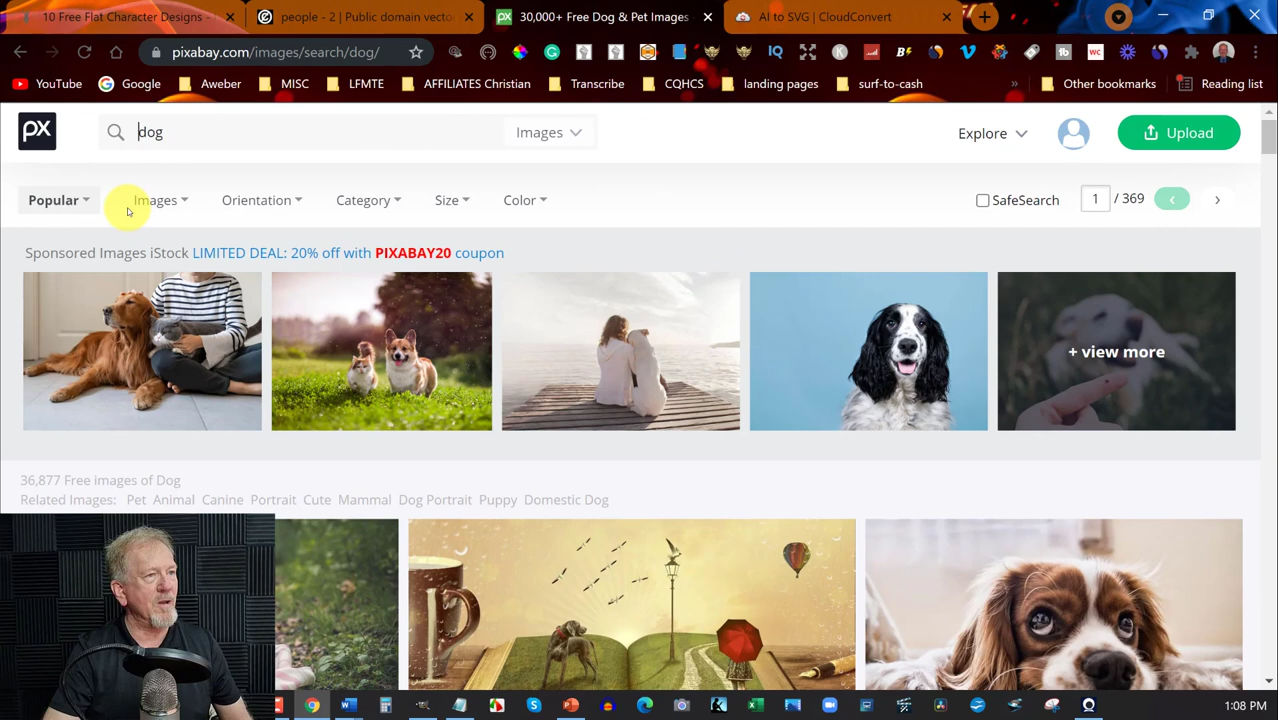 10 Free Flat Character Designs -
people - 2 | Public domain vecto
px
30,000+ Free Dog & Pet Images
AI to SVG | CloudConvert
pixabay.com/images/search/dog/
YouTube
Google
Aweber
MISC
LFMTE
AFFILIATES Christian
Transcribe
CQHCS
landing pages
surf-to-cash
»
Other bookmarks
Reading list
px
dog
Images
Explore
Upload
Popular
Images
Orientation
Category
Size
Color
SafeSearch
1 / 369
Sponsored Images iStock LIMITED DEAL: 20% off with PIXABAY20 coupon
+ view more
36,877 Free images of Dog
Related Images: Pet Animal Canine Portrait Cute Mammal Dog Portrait Puppy Domestic Dog
1:08 PM